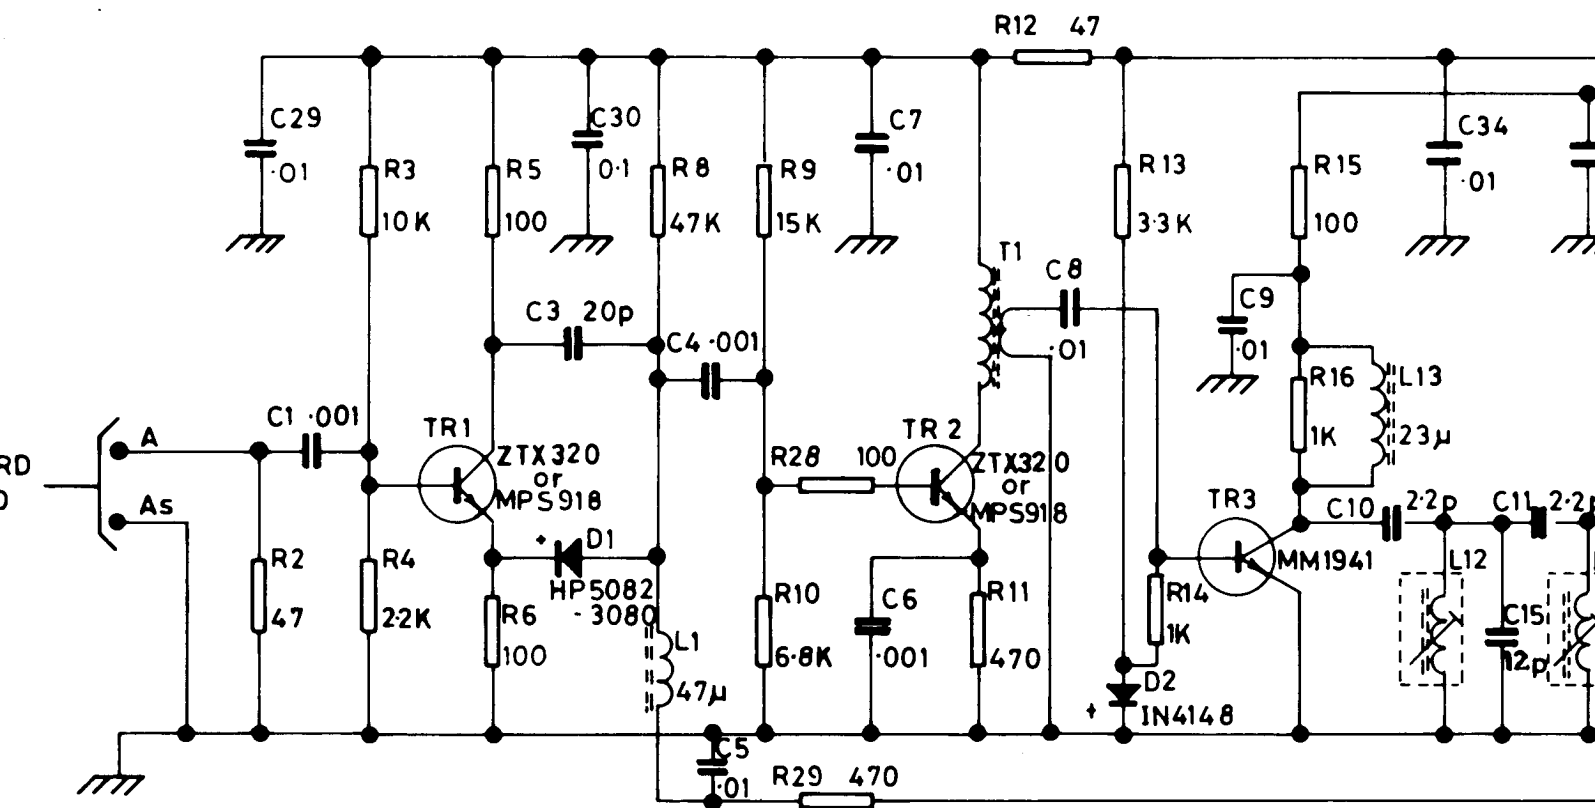 R12 47
C29
.01
R3
10K
R5
100
C30
0.1
R8
47K
R9
15K
C7
.01
R13
3.3K
R15
100
C34
.01
T1
C8
.01
C9
.01
C3 20p
C4 .001
R16
1K
L13
23µ
C1 .001
A
As
RD
TR1
ZTX320
or
MPS918
R28 100
TR2
ZTX320
or
MPS918
TR3
MM1941
C10 2.2p
C11 2.2p
L12
R2
47
R4
2.2K
+
D1
HP5082
-3080
R6
100
L1
47µ
R10
6.8K
C6
.001
R11
470
R14
1K
D2
+
IN4148
C15
12p
C5
.01
R29 470